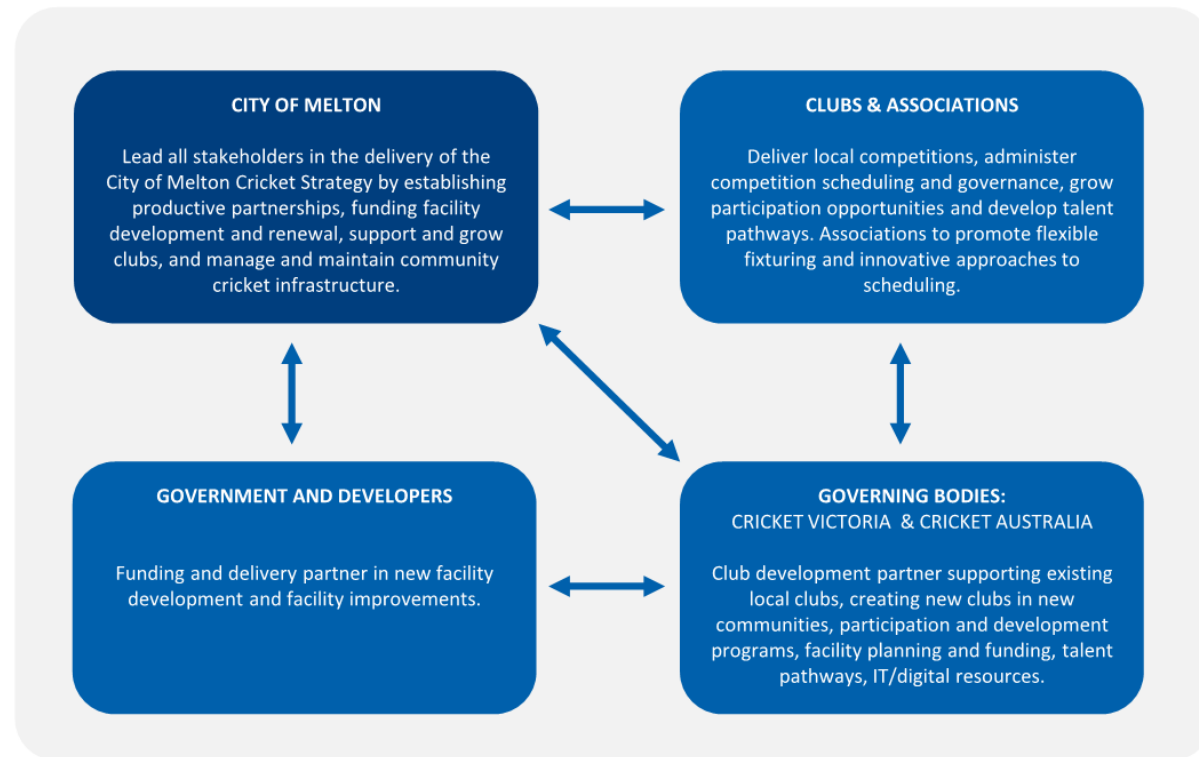 CITY OF MELTON
Lead all stakeholders in the delivery of the
City of Melton Cricket Strategy by establishing
productive partnerships, funding facility
development and renewal, support and grow
clubs, and manage and maintain community
cricket infrastructure.
CLUBS & ASSOCIATIONS
Deliver local competitions, administer
competition scheduling and governance, grow
participation opportunities and develop talent
pathways. Associations to promote flexible
fixturing and innovative approaches to
scheduling.
GOVERNMENT AND DEVELOPERS
Funding and delivery partner in new facility
development and facility improvements.
GOVERNING BODIES:
CRICKET VICTORIA & CRICKET AUSTRALIA
Club development partner supporting existing
local clubs, creating new clubs in new
communities, participation and development
programs, facility planning and funding, talent
pathways, IT/digital resources.